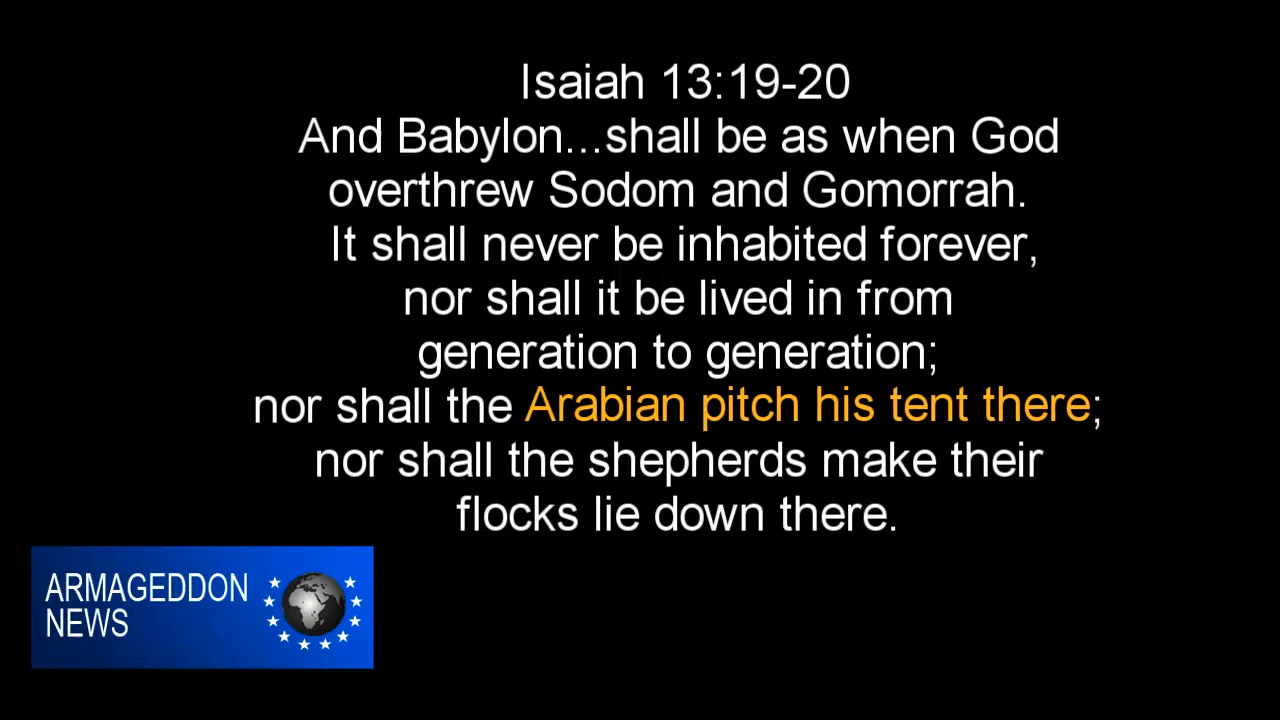 Isaiah 13:19-20
And Babylon...shall be as when God
overthrew Sodom and Gomorrah.
It shall never be inhabited forever,
nor shall it be lived in from
generation to generation;
nor shall the Arabian pitch his tent there;
nor shall the shepherds make their
flocks lie down there.
ARMAGEDDON
NEWS